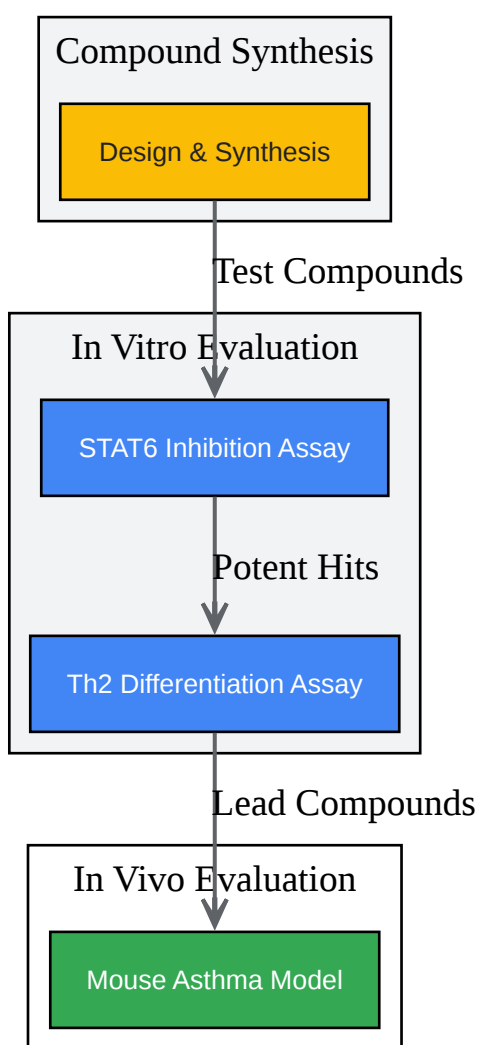 Compound Synthesis
Design & Synthesis
Test Compounds
In Vitro Evaluation
STAT6 Inhibition Assay
Potent Hits
Th2 Differentiation Assay
Lead Compounds
In Vivo Evaluation
Mouse Asthma Model